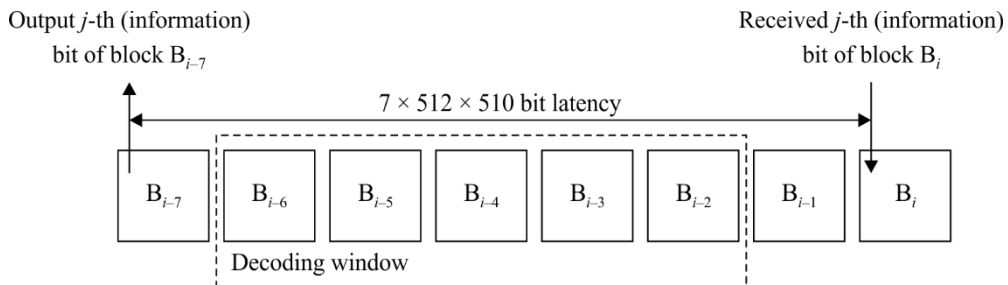 Output j-th (information)
bit of block Bi–7
Received j-th (information)
bit of block Bi
7 × 512 × 510 bit latency
Bi–7 Bi–6 Bi–5 Bi–4 Bi–3 Bi–2 Bi–1 Bi
Decoding window